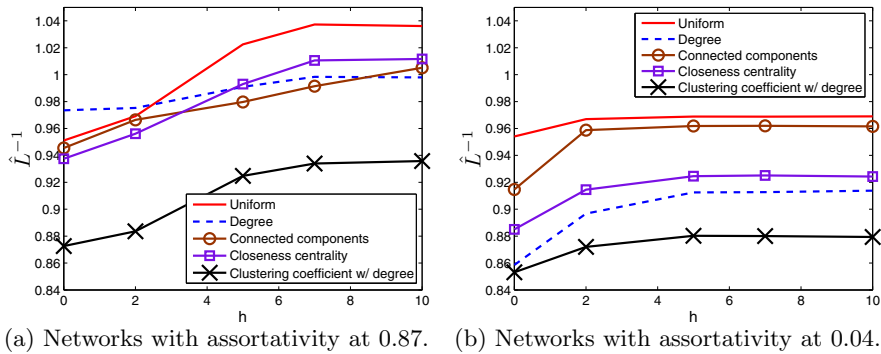 1.04
1.02
1
0.98
0.96
0.94
0.92
0.9
0.88
0.86
0.84
L̂⁻¹
Uniform
Degree
Connected components
Closeness centrality
Clustering coefficient w/ degree
0 2 4 6 8 10
h
(a) Networks with assortativity at 0.87.
1.04
1.02
1
0.98
0.96
0.94
0.92
0.9
0.88
0.86
0.84
L̂⁻¹
Uniform
Degree
Connected components
Closeness centrality
Clustering coefficient w/ degree
0 2 4 6 8 10
h
(b) Networks with assortativity at 0.04.